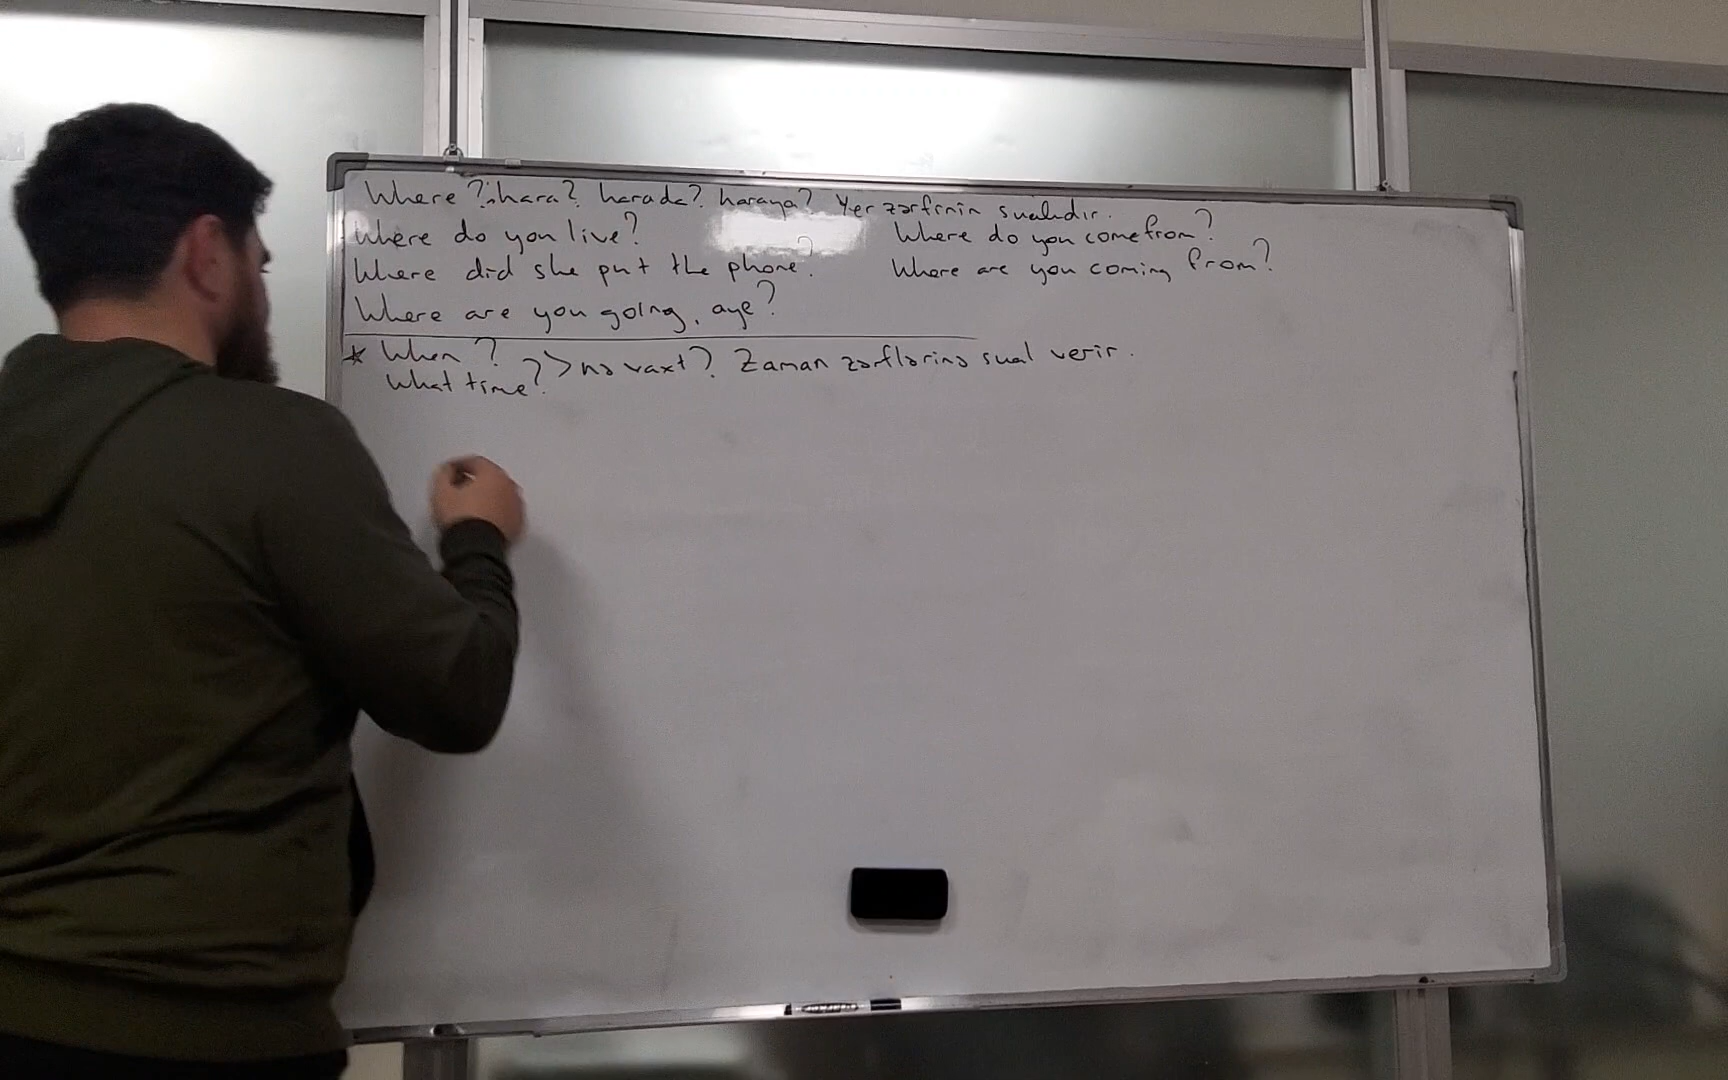 Where ?: hara? harada? haraya? Yer zərfinin sualıdır.
Where do you live?
Where do you come from?
Where did she put the phone?
Where are you coming from?
Where are you going, aye?
* When ?
What time? > nə vaxt? Zaman zərflərinə sual verir.